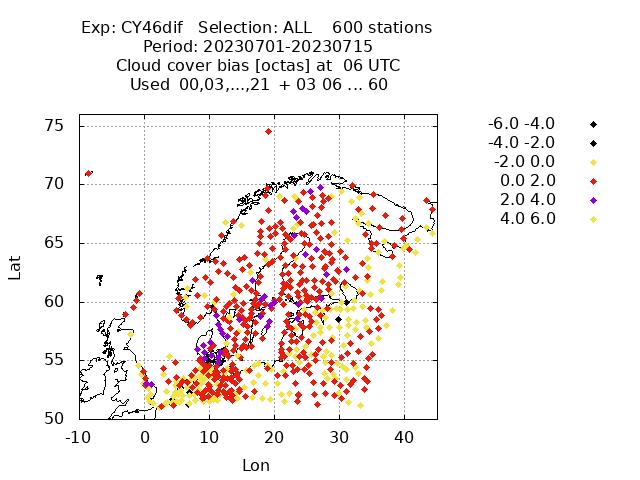 Exp: CY46dif   Selection: ALL    600 stations
Period: 20230701-20230715
Cloud cover bias [octas] at  06 UTC
Used  00,03,...,21  + 03 06 ... 60
-6.0 -4.0
-4.0 -2.0
-2.0 0.0
0.0 2.0
2.0 4.0
4.0 6.0
75
70
65
60
55
50
Lat
-10 0 10 20 30 40
Lon